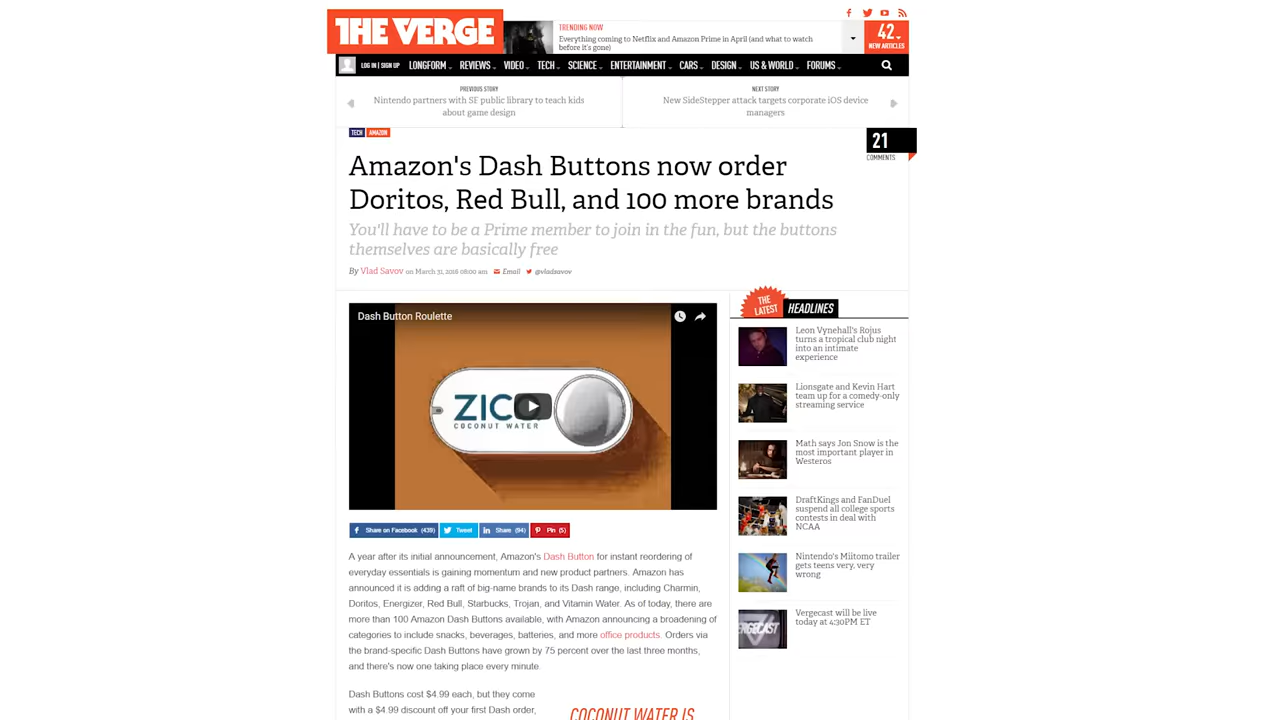 THE VERGE
TRENDING NOW
Everything coming to Netflix and Amazon Prime in April (and what to watch
before it's gone)
42
NEW ARTICLES
LOG IN | SIGN UP
LONGFORM
REVIEWS
VIDEO
TECH
SCIENCE
ENTERTAINMENT
CARS
DESIGN
US & WORLD
FORUMS
PREVIOUS STORY
Nintendo partners with SF public library to teach kids
about game design
NEXT STORY
New SideStepper attack targets corporate iOS device
managers
TECH AMAZON
21
COMMENTS
Amazon's Dash Buttons now order
Doritos, Red Bull, and 100 more brands
You'll have to be a Prime member to join in the fun, but the buttons
themselves are basically free
By Vlad Savov on March 31, 2016 08:00 am Email @vladsavov
Dash Button Roulette
ZICO
COCONUT WATER
Share on Facebook (439) Tweet Share (94) Pin (5)
A year after its initial announcement, Amazon's Dash Button for instant reordering of
everyday essentials is gaining momentum and new product partners. Amazon has
announced it is adding a raft of big-name brands to its Dash range, including Charmin,
Doritos, Energizer, Red Bull, Starbucks, Trojan, and Vitamin Water. As of today, there are
more than 100 Amazon Dash Buttons available, with Amazon announcing a broadening of
categories to include snacks, beverages, batteries, and more office products. Orders via
the brand-specific Dash Buttons have grown by 75 percent over the last three months,
and there's now one taking place every minute.
Dash Buttons cost $4.99 each, but they come
with a $4.99 discount off your first Dash order,
COCONUT WATER IS
THE LATEST
HEADLINES
Leon Vynehall's Rojus
turns a tropical club night
into an intimate
experience
Lionsgate and Kevin Hart
team up for a comedy-only
streaming service
Math says Jon Snow is the
most important player in
Westeros
DraftKings and FanDuel
suspend all college sports
contests in deal with
NCAA
Nintendo's Miitomo trailer
gets teens very, very
wrong
Vergecast will be live
today at 4:30PM ET
ERGECAST